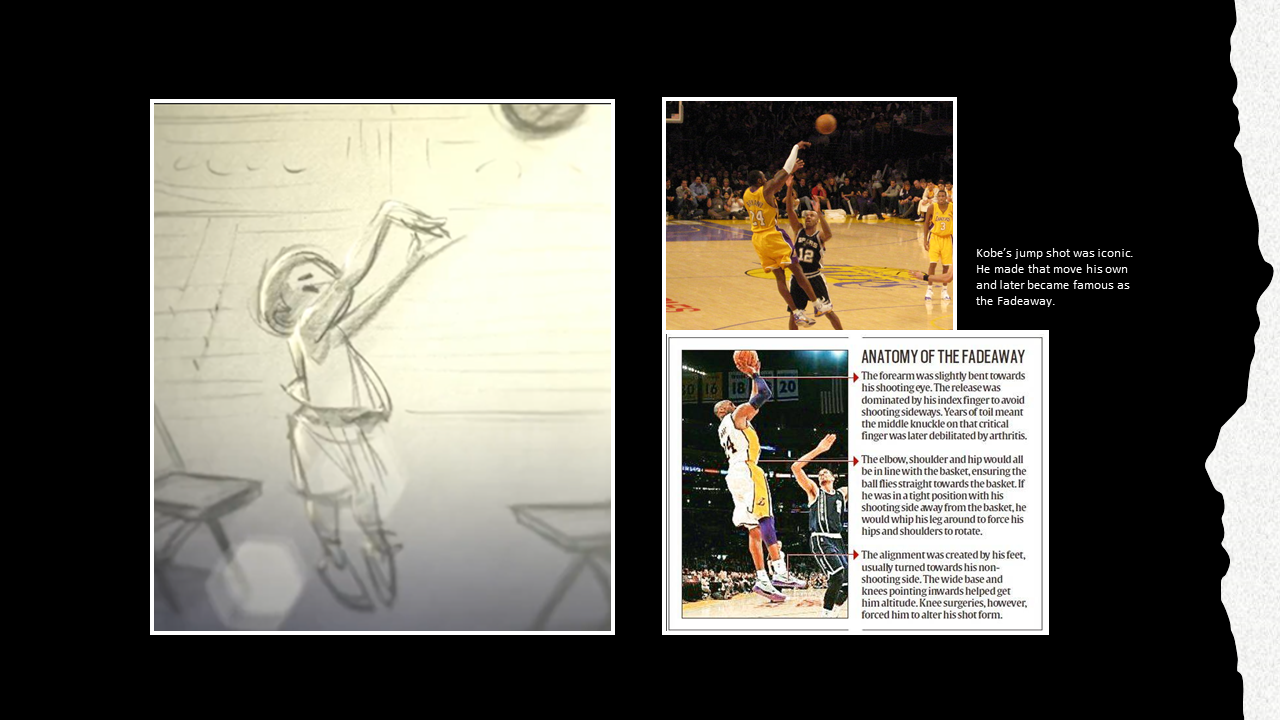 Kobe's jump shot was iconic.
He made that move his own
and later became famous as
the Fadeaway.
24
SPURS
12
ANATOMY OF THE FADEAWAY
The forearm was slightly bent towards
his shooting eye. The release was
dominated by his index finger to avoid
shooting sideways. Years of toil meant
the middle knuckle on that critical
finger was later debilitated by arthritis.
The elbow, shoulder and hip would all
be in line with the basket, ensuring the
ball flies straight towards the basket. If
he was in a tight position with his
shooting side away from the basket, he
would whip his leg around to force his
hips and shoulders to rotate.
The alignment was created by his feet,
usually turned towards his non-
shooting side. The wide base and
knees pointing inwards helped get
him altitude. Knee surgeries, however,
forced him to alter his shot form.
16
18
20